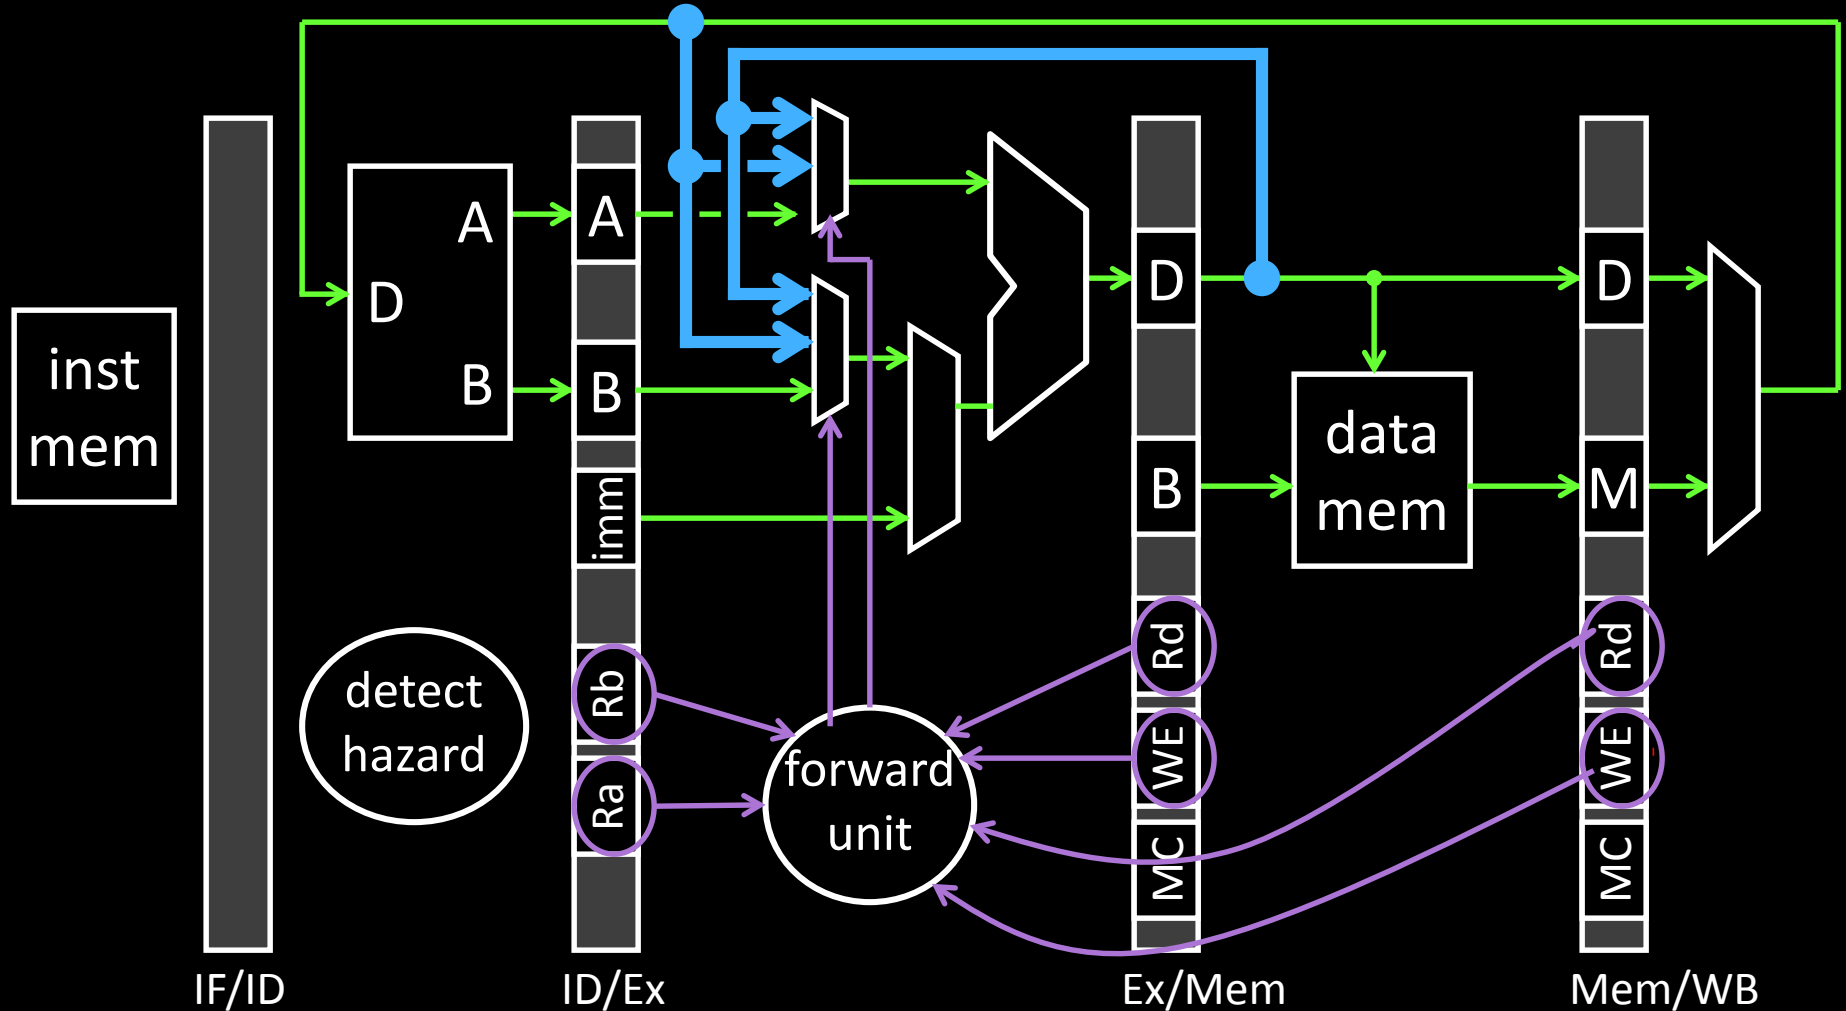 inst
mem
D
A
B
detect
hazard
A
B
imm
Rb
Ra
forward
unit
D
B
Rd
WE
MC
data
mem
D
M
Rd
WE
MC
IF/ID
ID/Ex
Ex/Mem
Mem/WB